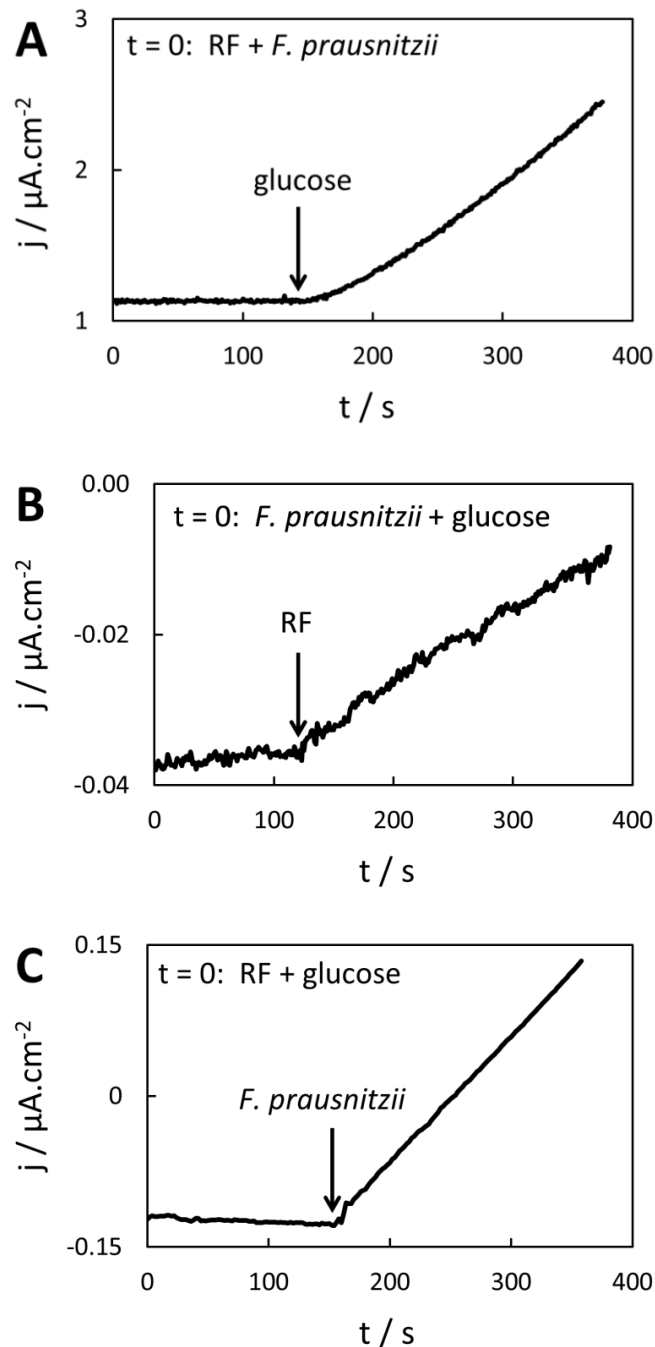 A
t = 0: RF + F. prausnitzii
3
2
1
glucose
j / µA.cm-2
0 100 200 300 400
t / s
B
t = 0: F. prausnitzii + glucose
0.00
-0.02
-0.04
RF
j / µA.cm-2
0 100 200 300 400
t / s
C
t = 0: RF + glucose
0.15
0
-0.15
F. prausnitzii
j / µA.cm-2
0 100 200 300 400
t / s